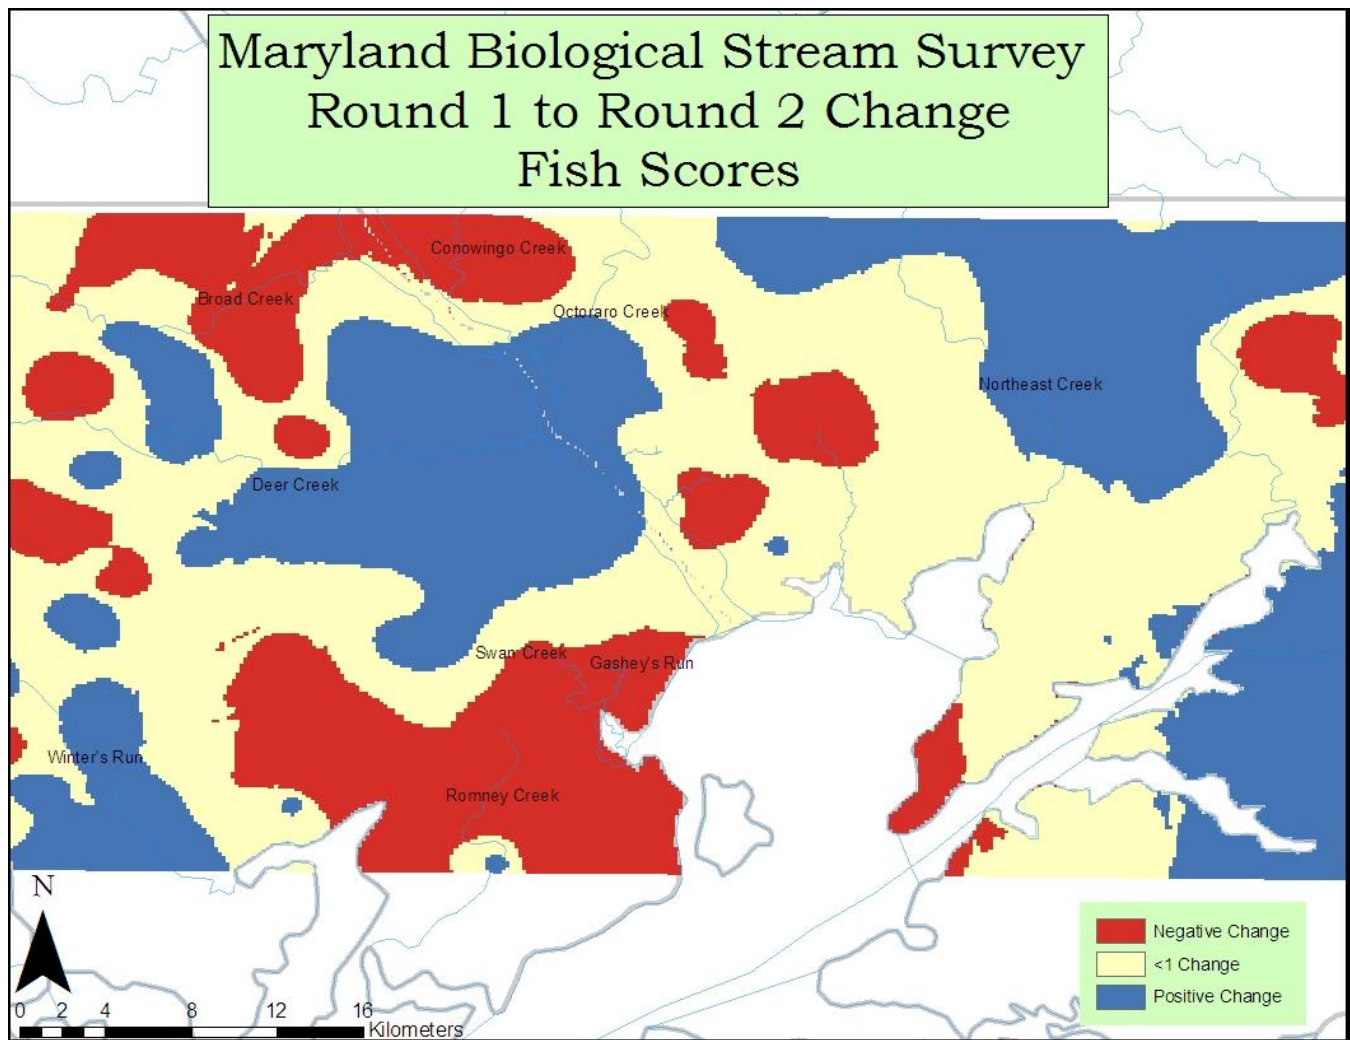 Maryland Biological Stream Survey
Round 1 to Round 2 Change
Fish Scores
Conowingo Creek
Broad Creek
Octoraro Creek
Northeast Creek
Deer Creek
Swan Creek
Gashey's Run
Winter's Run
Romney Creek
N
0 2 4 8 12 16
Kilometers
Negative Change
<1 Change
Positive Change